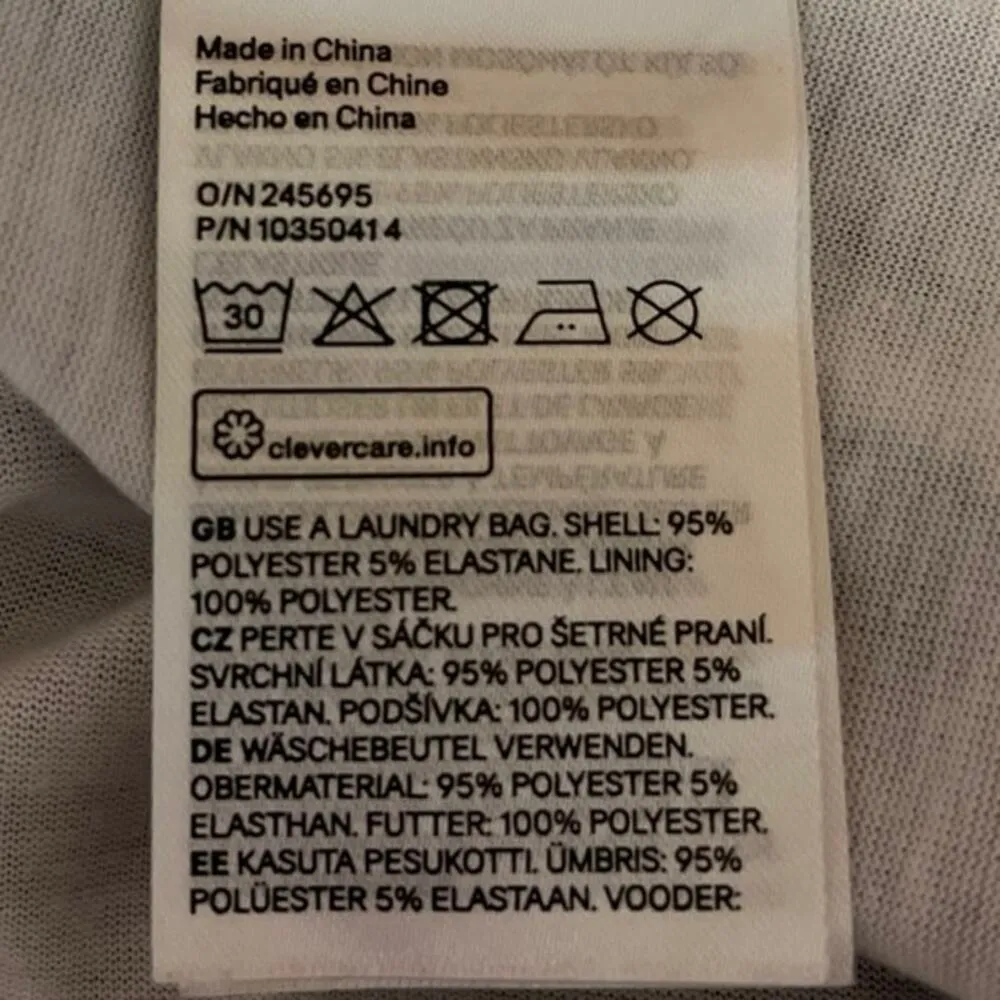 Made in China
Fabriqué en Chine
Hecho en China
O/N 245695
P/N 10350414
30
clevercare.info
GB USE A LAUNDRY BAG. SHELL: 95%
POLYESTER 5% ELASTANE. LINING:
100% POLYESTER.
CZ PERTE V SÁČKU PRO ŠETRNÉ PRANÍ.
SVRCHNÍ LÁTKA: 95% POLYESTER 5%
ELASTAN. PODŠÍVKA: 100% POLYESTER.
DE WÄSCHEBEUTEL VERWENDEN.
OBERMATERIAL: 95% POLYESTER 5%
ELASTHAN. FUTTER: 100% POLYESTER.
EE KASUTA PESUKOTTI. ÜMBRIS: 95%
POLÜESTER 5% ELASTAAN. VOODER: